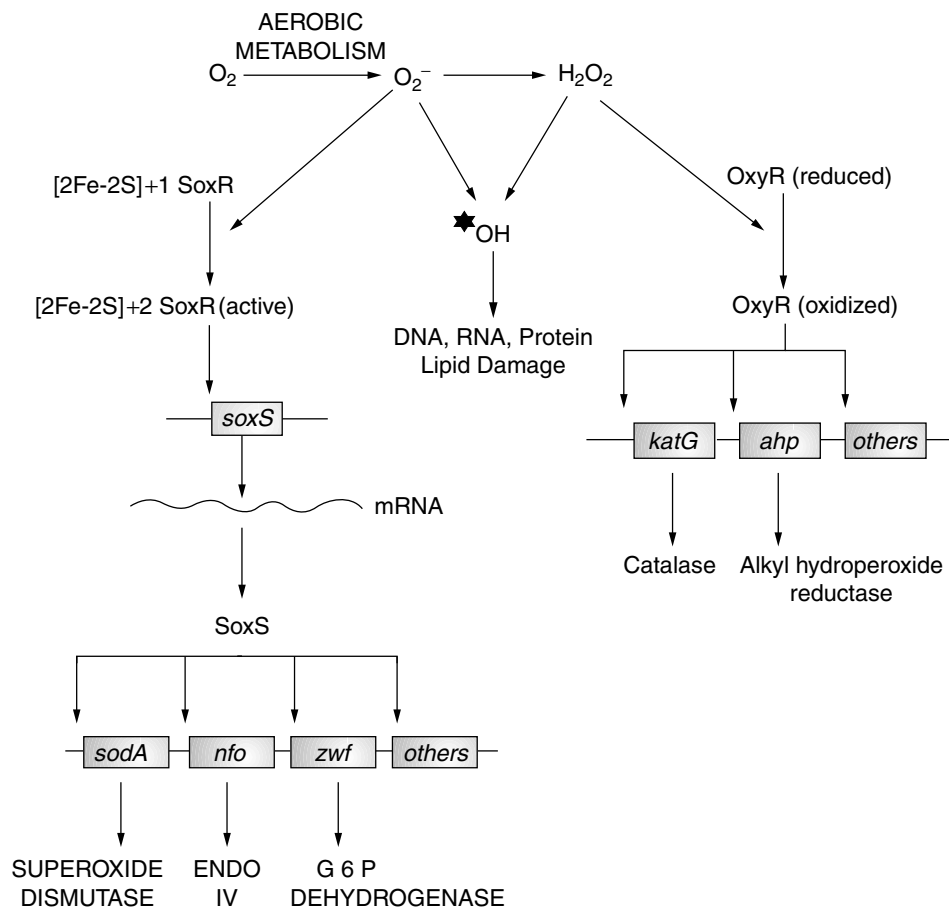 AEROBIC
METABOLISM
O₂
O₂⁻
H₂O₂
[2Fe-2S]+1 SoxR
OxyR (reduced)
OH
[2Fe-2S]+2 SoxR (active)
OxyR (oxidized)
DNA, RNA, Protein
Lipid Damage
soxS
katG
ahp
others
mRNA
Catalase
Alkyl hydroperoxide
reductase
SoxS
sodA
nfo
zwf
others
SUPEROXIDE
DISMUTASE
ENDO
IV
G 6 P
DEHYDROGENASE